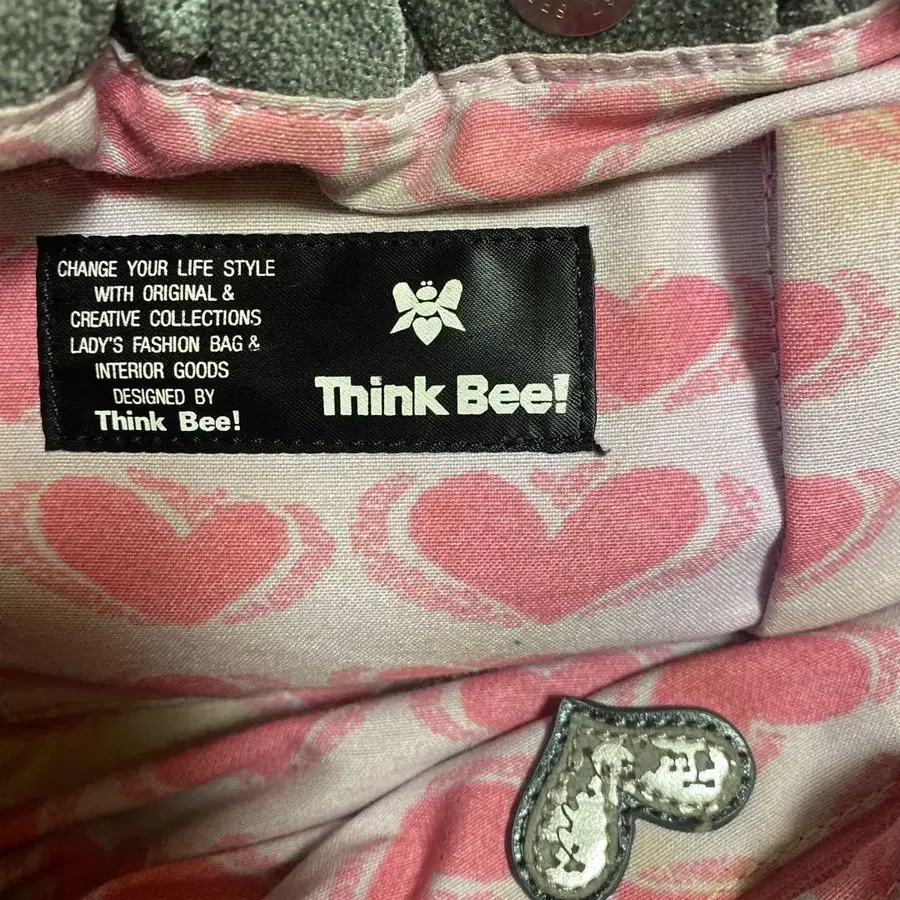 CHANGE YOUR LIFE STYLE
WITH ORIGINAL &
CREATIVE COLLECTIONS
LADY'S FASHION BAG &
INTERIOR GOODS
DESIGNED BY
Think Bee!
Think Bee!